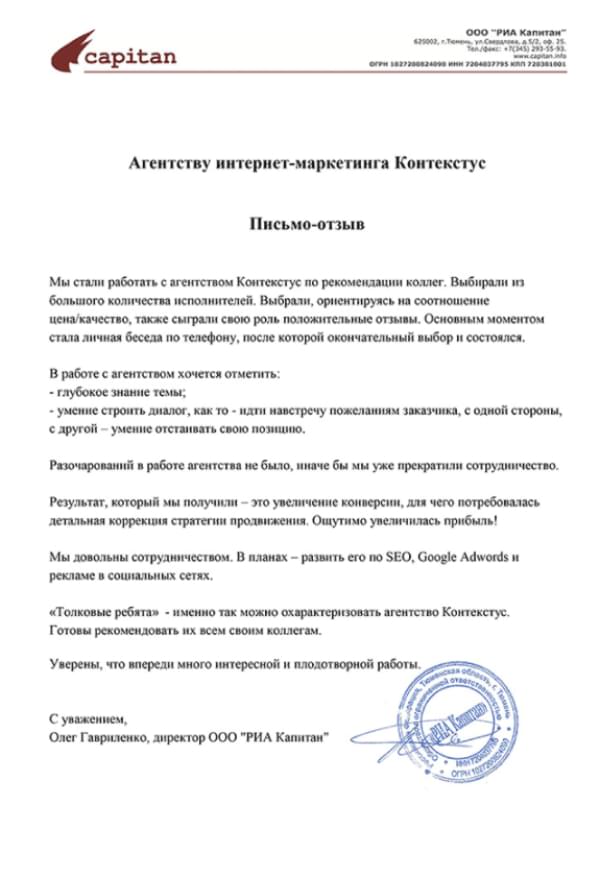 capitan
ООО "РИА Капитан"
625002, г.Тюмень, ул.Свердлова, д.5/2, оф. 25.
Тел./факс: +7(345) 293-55-93.
www.capitan.info
ОГРН 1027200824090 ИНН 7204037795 КПП 720301001
Агентству интернет-маркетинга Контекстус
Письмо-отзыв
Мы стали работать с агентством Контекстус по рекомендации коллег. Выбирали из
большого количества исполнителей. Выбрали, ориентируясь на соотношение
цена/качество, также сыграли свою роль положительные отзывы. Основным моментом
стала личная беседа по телефону, после которой окончательный выбор и состоялся.
В работе с агентством хочется отметить:
- глубокое знание темы;
- умение строить диалог, как то - идти навстречу пожеланиям заказчика, с одной стороны,
с другой – умение отстаивать свою позицию.
Разочарований в работе агентства не было, иначе бы мы уже прекратили сотрудничество.
Результат, который мы получили – это увеличение конверсии, для чего потребовалась
детальная коррекция стратегии продвижения. Ощутимо увеличилась прибыль!
Мы довольны сотрудничеством. В планах – развить его по SEO, Google Adwords и
рекламе в социальных сетях.
«Толковые ребята» - именно так можно охарактеризовать агентство Контекстус.
Готовы рекомендовать их всем своим коллегам.
Уверены, что впереди много интересной и плодотворной работы.
С уважением,
Олег Гавриленко, директор ООО "РИА Капитан"
Тюменская область, г. Тюмень
ограниченной ответственностью
«РИА Капитан»
ИНН 7204037795
ОГРН 1027200824090